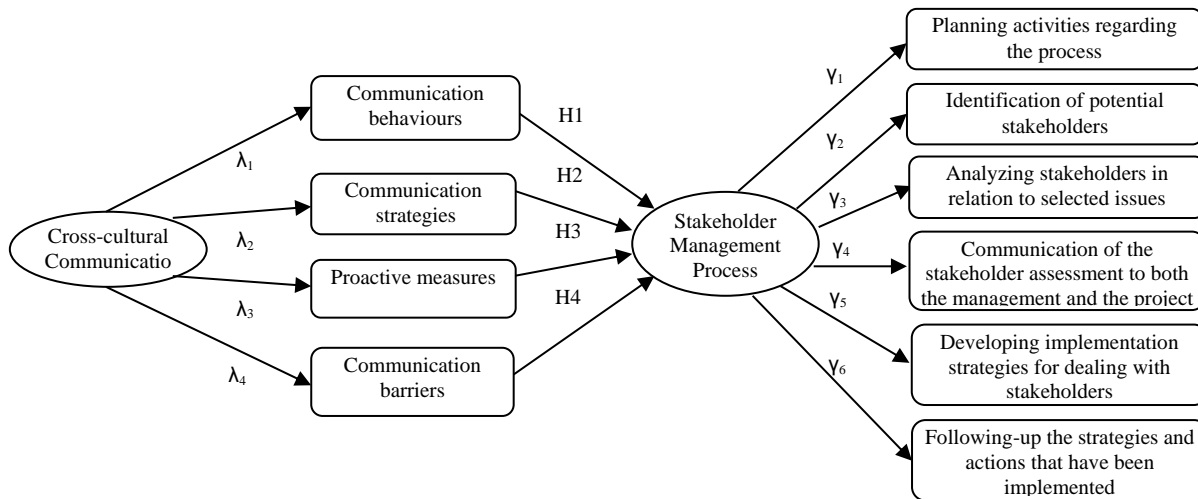 Cross-cultural
Communicatio
λ1
λ2
λ3
λ4
Communication
behaviours
Communication
strategies
Proactive measures
Communication
barriers
H1
H2
H3
H4
Stakeholder
Management
Process
γ1
γ2
γ3
γ4
γ5
γ6
Planning activities regarding
the process
Identification of potential
stakeholders
Analyzing stakeholders in
relation to selected issues
Communication of the
stakeholder assessment to both
the management and the project
Developing implementation
strategies for dealing with
stakeholders
Following-up the strategies and
actions that have been
implemented